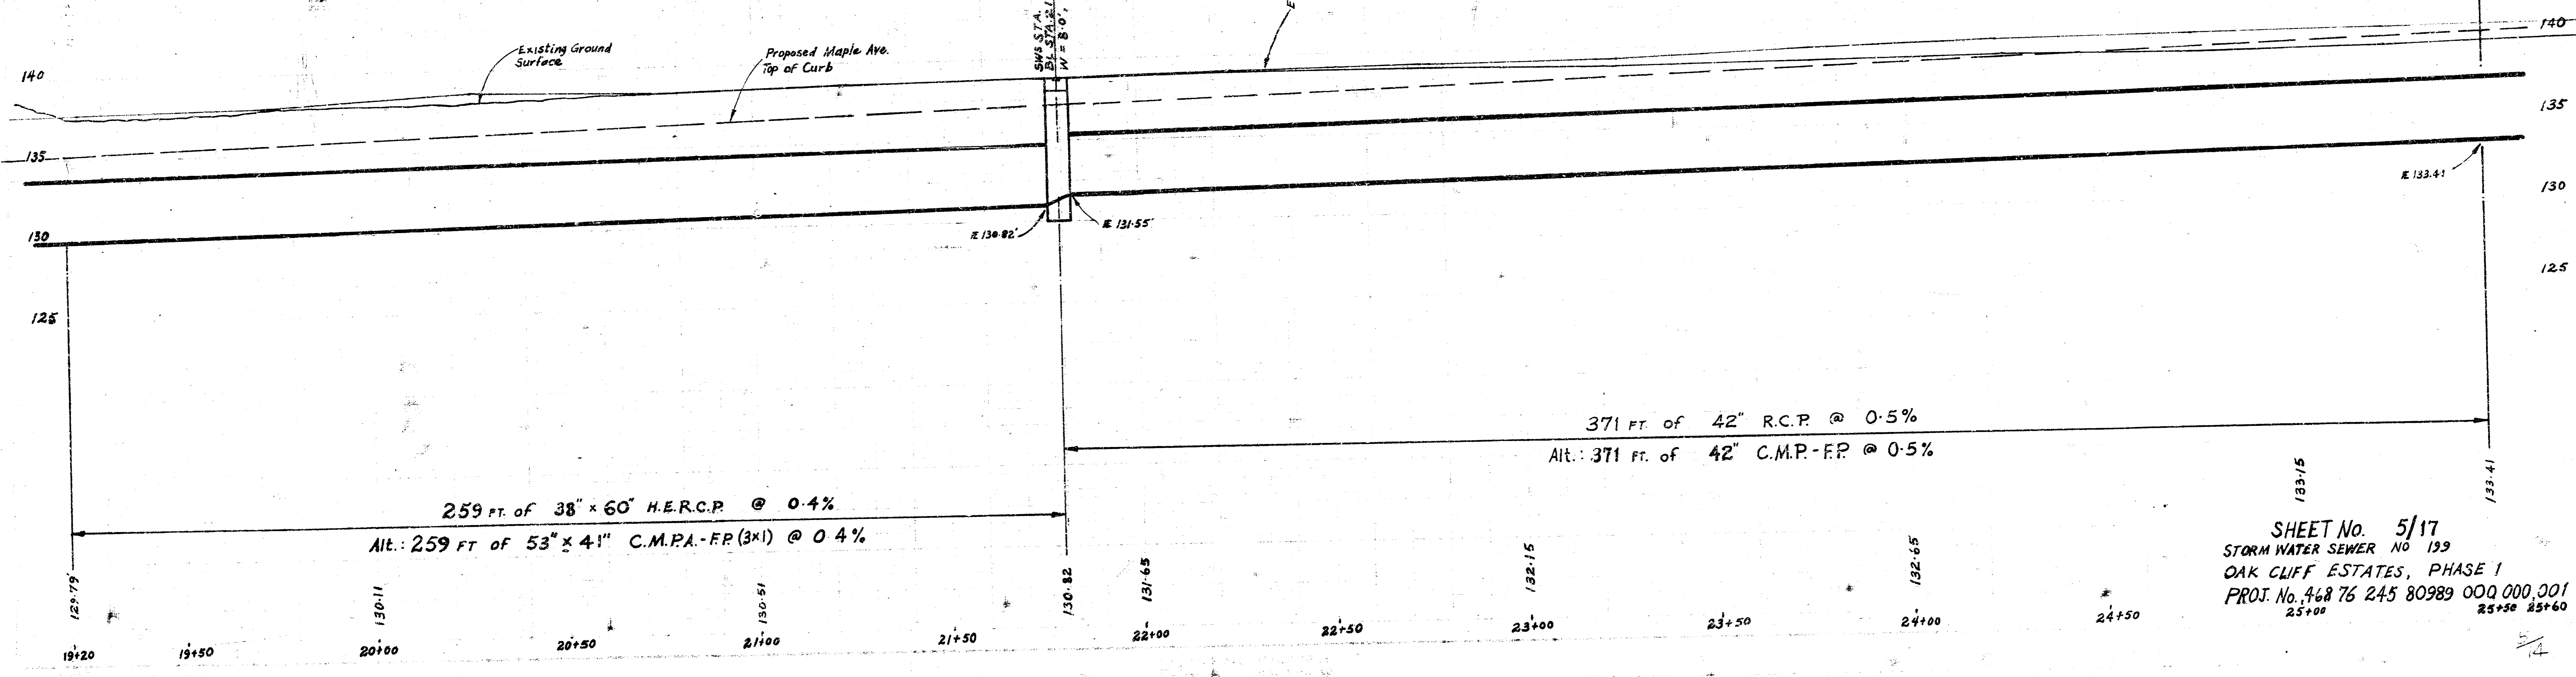 SWS STA.
BL STA. 21
W = 8.0',
E
140
140
Existing Ground
Surface
Proposed Maple Ave.
Top of Curb
135
135
130
130
125
125
IE 130.82'
IE 131.55'
IE 133.41
371 FT. of 42" R.C.P. @ 0.5%
Alt.: 371 FT. of 42" C.M.P.-F.P. @ 0.5%
259 FT. of 38" x 60" H.E.R.C.P. @ 0.4%
Alt.: 259 FT of 53" x 41" C.M.P.A.-F.P. (3x1) @ 0.4%
129.79'
130.11
130.51
130.82
131.65
132.15
132.65
133.15
133.41
SHEET No. 5/17
STORM WATER SEWER NO 199
OAK CLIFF ESTATES, PHASE 1
PROJ. No. 468 76 245 80989 000 000,001
19+20
19+50
20+00
20+50
21+00
21+50
22+00
22+50
23+00
23+50
24+00
24+50
25+00
25+50
25+60
5/14